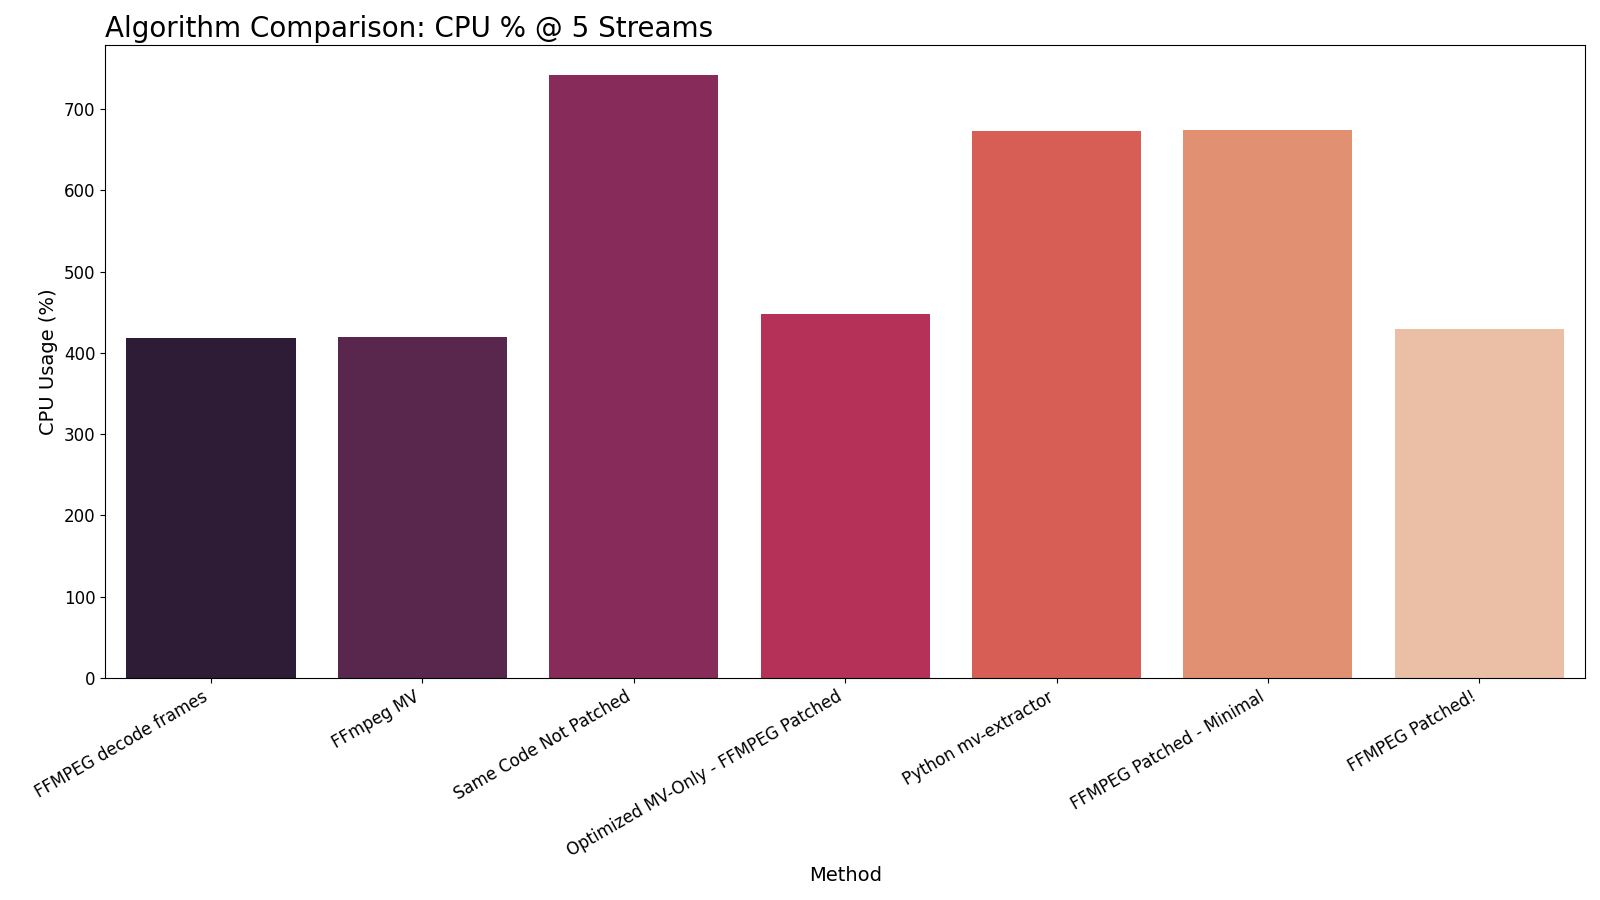 Algorithm Comparison: CPU % @ 5 Streams
CPU Usage (%)
700
600
500
400
300
200
100
0
FFMPEG decode frames
FFmpeg MV
Same Code Not Patched
Optimized MV-Only - FFMPEG Patched
Python mv-extractor
FFMPEG Patched - Minimal
FFMPEG Patched!
Method